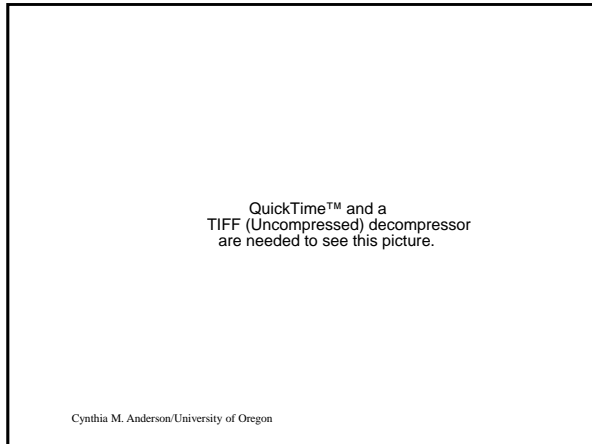 QuickTime™ and a
TIFF (Uncompressed) decompressor
are needed to see this picture.
Cynthia M. Anderson/University of Oregon